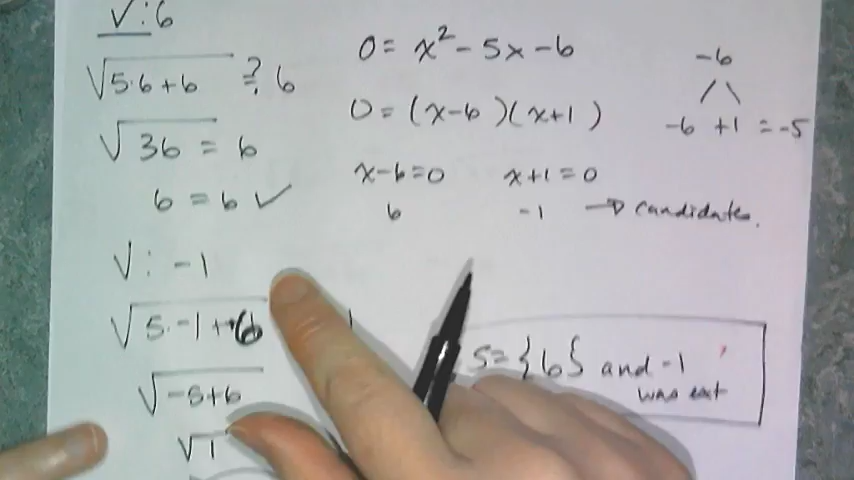 √:6
√5·6+6 ?= 6
√36 = 6
6 = 6 ✓
√: -1
√5·-1+6
√-5+6
√1
0 = x² - 5x - 6
0 = (x-6)(x+1)
x-6=0 x+1=0
6 -1 → candidates.
-6
-6 +1 = -5
S={6} and -1
was ext